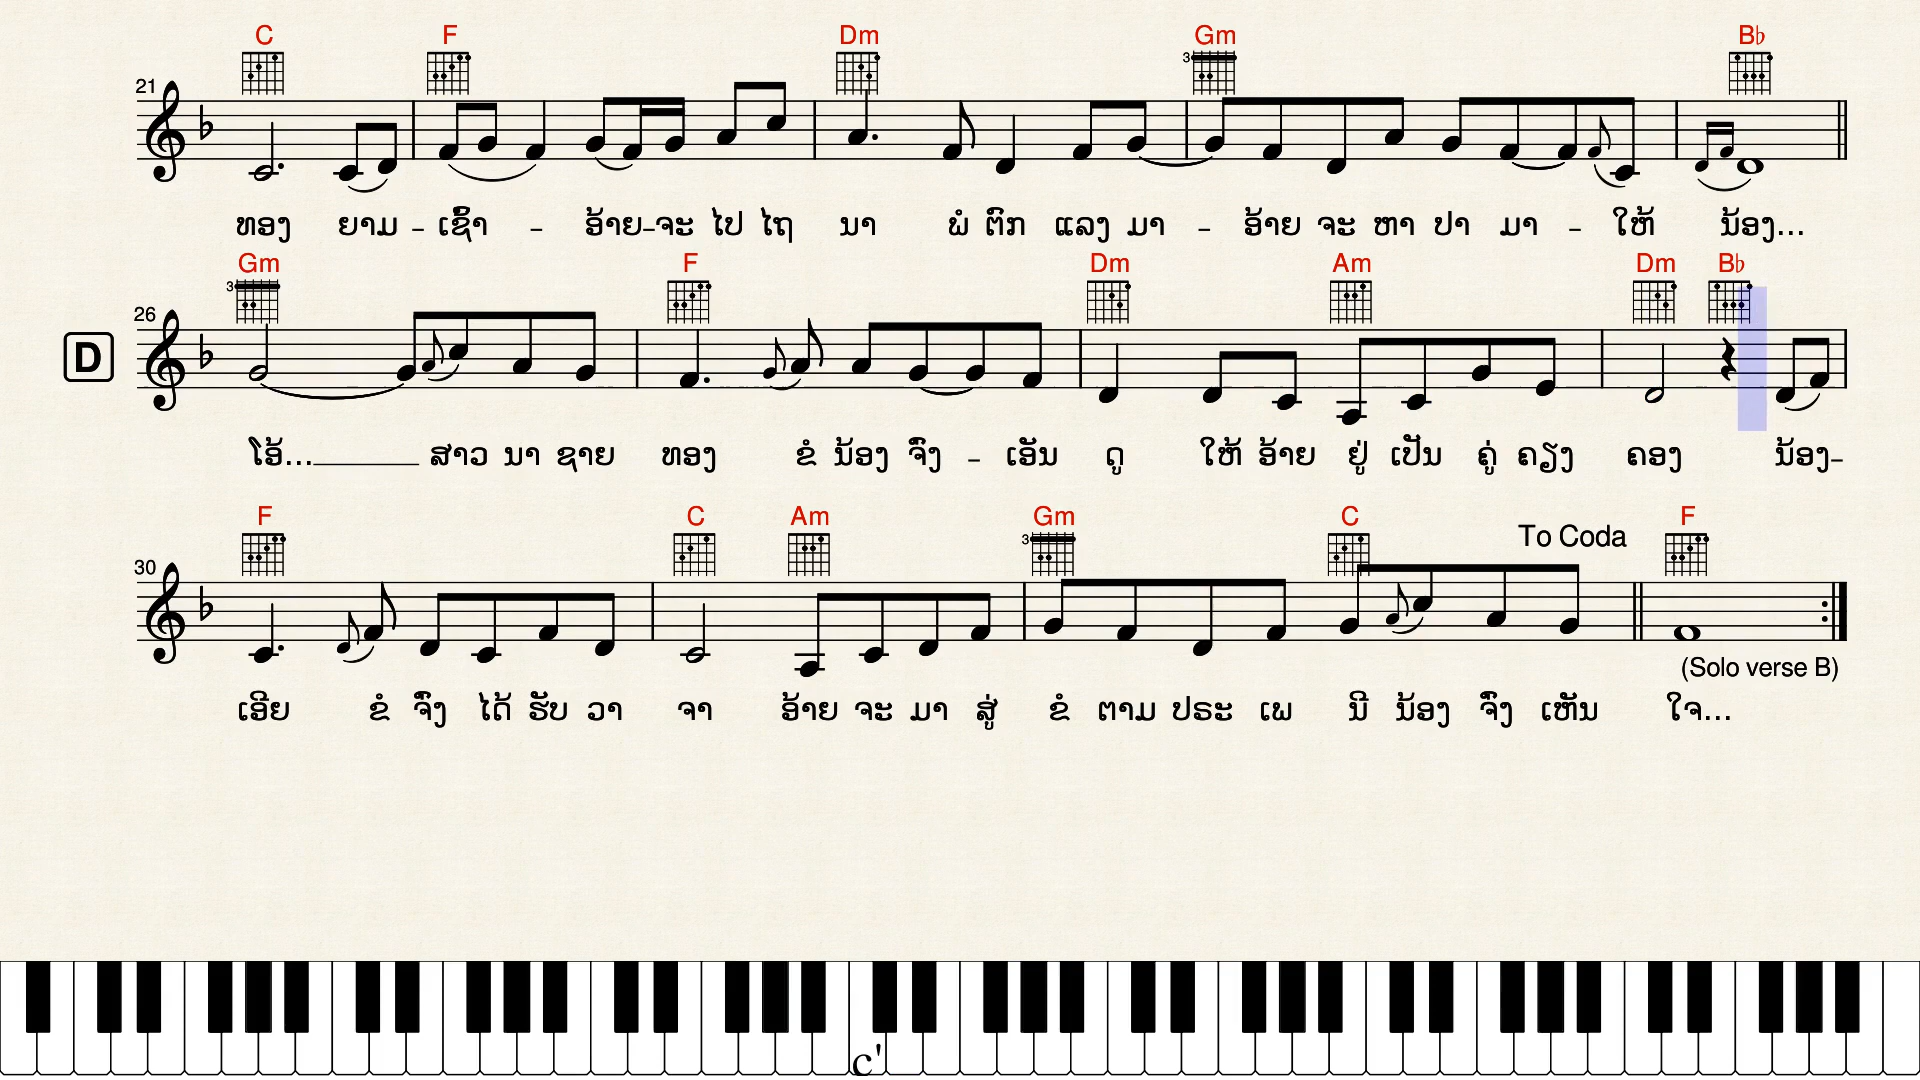 C F Dm Gm B♭
3
21
ທອງ ຍາມ - ເຊົ້າ - ອ້າຍ-ຈະ ໄປ ໄຖ ນາ ພໍ ຕົກ ແລງ ມາ - ອ້າຍ ຈະ ຫາ ປາ ມາ - ໃຫ້ ນ້ອງ...
Gm F Dm Am Dm B♭
3
26
D
ໂອ້... ສາວ ນາ ຊາຍ ທອງ ຂໍ ນ້ອງ ຈົ່ງ - ເອັນ ດູ ໃຫ້ ອ້າຍ ຢູ່ ເປັນ ຄູ່ ຄຽງ ຄອງ ນ້ອງ-
F C Am Gm C To Coda F
3
30
(Solo verse B)
ເອີຍ ຂໍ ຈົ່ງ ໄດ້ ຮັບ ວາ ຈາ ອ້າຍ ຈະ ມາ ສູ່ ຂໍ ຕາມ ປຣະ ເພ ນີ ນ້ອງ ຈົ່ງ ເຫັນ ໃຈ...
c'